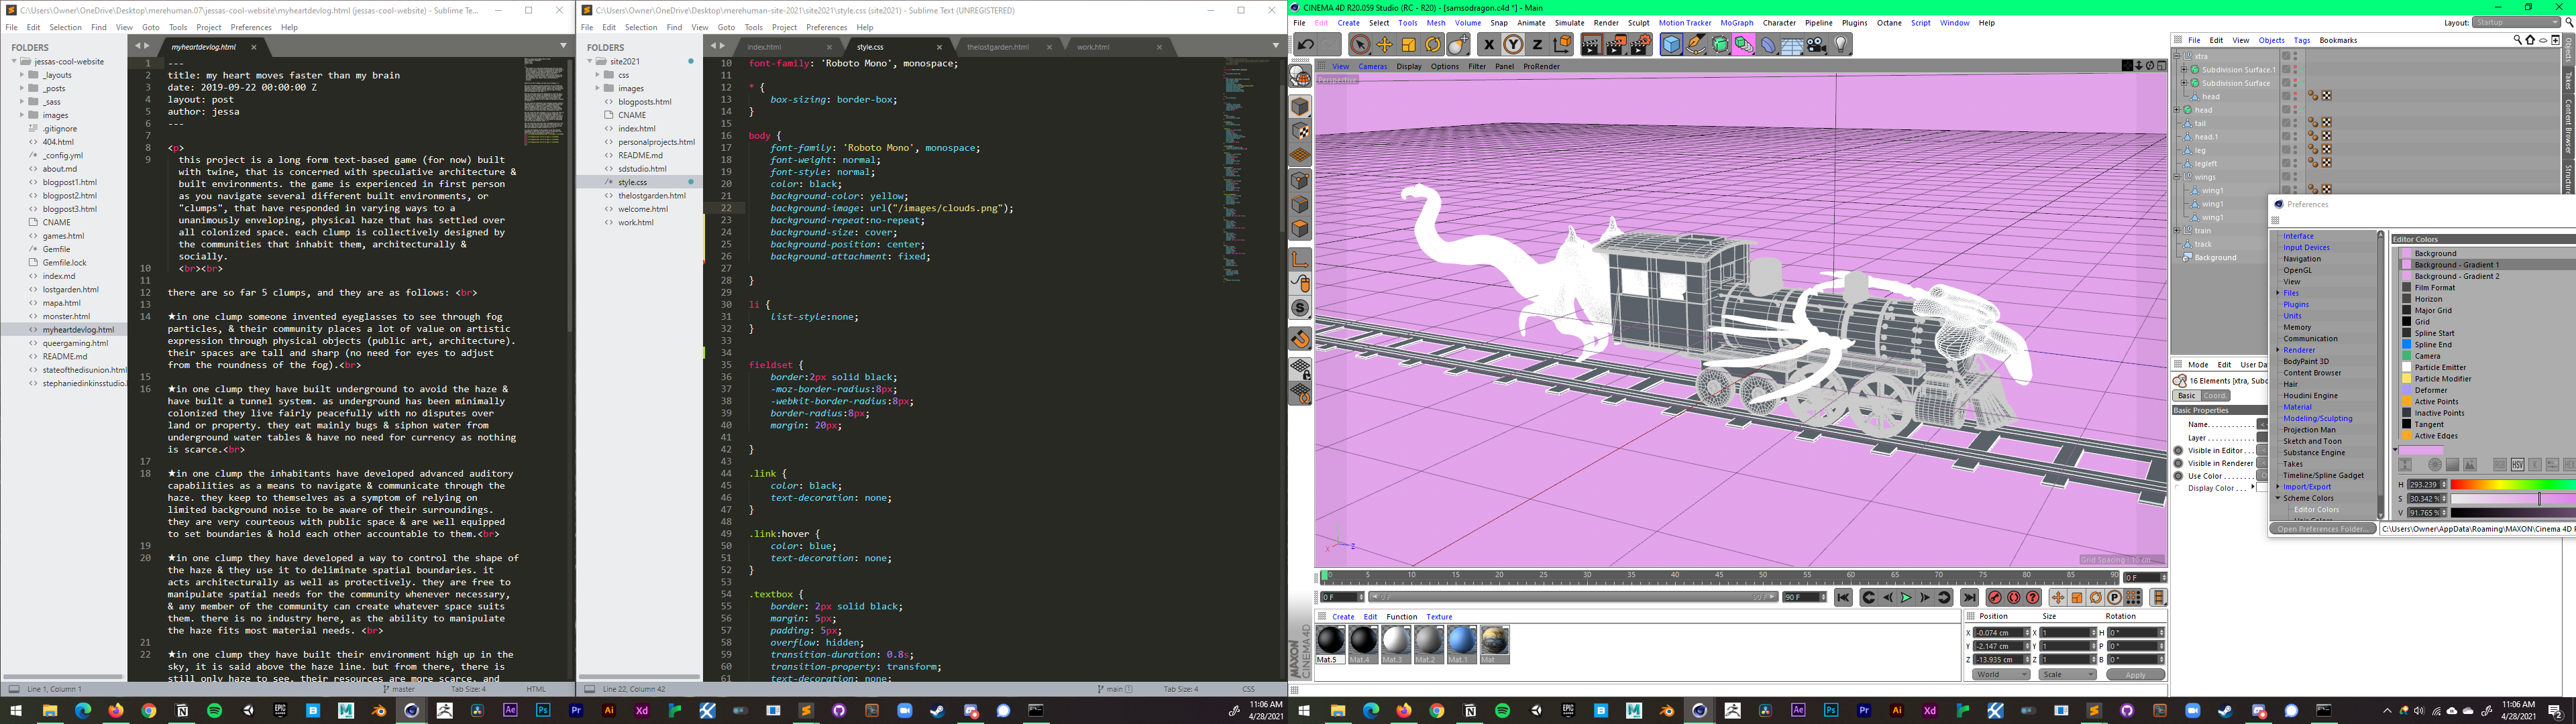 C:\Users\Owner\OneDrive\Desktop\merehuman.07\jessas-cool-website\myheartdevlog.html (jessas-cool-website) - Sublime Te...
File Edit Selection Find View Goto Tools Project Preferences Help
FOLDERS
jessas-cool-website
_layouts
_posts
_sass
images
.gitignore
404.html
_config.yml
about.md
blogpost1.html
blogpost2.html
blogpost3.html
CNAME
games.html
Gemfile
Gemfile.lock
index.md
lostgarden.html
mapa.html
monster.html
myheartdevlog.html
queergaming.html
README.md
stateofthedisunion.html
stephaniedinkinsstudio.
myheartdevlog.html
1 ---
2 title: my heart moves faster than my brain
3 date: 2019-09-22 00:00:00 Z
4 layout: post
5 author: jessa
6 ---
7
8 <p>
9 this project is a long form text-based game (for now) built
with twine, that is concerned with speculative architecture &
built environments. the game is experienced in first person
as you navigate several different built environments, or
"clumps", that have responded in varying ways to a
unanimously enveloping, physical haze that has settled over
all colonized space. each clump is collectively designed by
the communities that inhabit them, architecturally &
socially.
10 <br><br>
11
12 there are so far 5 clumps, and they are as follows: <br>
13
14 ★in one clump someone invented eyeglasses to see through fog
particles, & their community places a lot of value on artistic
expression through physical objects (public art, architecture).
their spaces are tall and sharp (no need for eyes to adjust
from the roundness of the fog).<br>
15
16 ★in one clump they have built underground to avoid the haze &
have built a tunnel system. as underground has been minimally
colonized they live fairly peacefully with no disputes over
land or property. they eat mainly bugs & siphon water from
underground water tables & have no need for currency as nothing
is scarce.<br>
17
18 ★in one clump the inhabitants have developed advanced auditory
capabilities as a means to navigate & communicate through the
haze. they keep to themselves as a symptom of relying on
limited background noise to be aware of their surroundings.
they are very courteous with public space & are well equipped
to set boundaries & hold each other accountable to them.<br>
19
20 ★in one clump they have developed a way to control the shape of
the haze & they use it to deliminate spatial boundaries. it
acts architecturally as well as protectively. they are free to
manipulate spatial needs for the community whenever necessary,
& any member of the community can create whatever space suits
them. there is no industry here, as the ability to manipulate
the haze fits most material needs. <br>
21
22 ★in one clump they have built their environment high up in the
sky, it is said above the haze line. but from there, there is
still only haze to see. their resources are more scarce, and
Line 1, Column 1
master
Tab Size: 4
HTML
C:\Users\Owner\OneDrive\Desktop\merehuman-site-2021\site2021\style.css (site2021) - Sublime Text (UNREGISTERED)
File Edit Selection Find View Goto Tools Project Preferences Help
FOLDERS
site2021
css
images
blogposts.html
CNAME
index.html
personalprojects.html
README.md
sdstudio.html
style.css
thelostgarden.html
welcome.html
work.html
index.html style.css thelostgarden.html work.html
10 font-family: 'Roboto Mono', monospace;
11
12 * {
13 box-sizing: border-box;
14 }
15
16 body {
17 font-family: 'Roboto Mono', monospace;
18 font-weight: normal;
19 font-style: normal;
20 color: black;
21 background-color: yellow;
22 background-image: url("/images/clouds.png");
23 background-repeat:no-repeat;
24 background-size: cover;
25 background-position: center;
26 background-attachment: fixed;
27
28 }
29
30 li {
31 list-style:none;
32 }
33
34
35 fieldset {
36 border:2px solid black;
37 -moz-border-radius:8px;
38 -webkit-border-radius:8px;
39 border-radius:8px;
40 margin: 20px;
41
42 }
43
44 .link {
45 color: black;
46 text-decoration: none;
47 }
48
49 .link:hover {
50 color: blue;
51 text-decoration: none;
52 }
53
54 .textbox {
55 border: 2px solid black;
56 margin: 5px;
57 padding: 5px;
58 overflow: hidden;
59 transition-duration: 0.8s;
60 transition-property: transform;
61 text-decoration: none;
Line 22, Column 42
main
Tab Size: 4
CSS
11:06 AM
4/28/2021
CINEMA 4D R20.059 Studio (RC - R20) - [samsodragon.c4d *] - Main
File Edit Create Select Tools Mesh Volume Snap Animate Simulate Render Sculpt Motion Tracker MoGraph Character Pipeline Plugins Octane Script Window Help
Layout: Startup
X Y Z
View Cameras Display Options Filter Panel ProRender
Perspective
Grid Spacing : 10 cm
0 5 10 15 20 25 30 35 40 45 50 55 60 65 70 75 80 85 90
0 F
0 F
90 F
Create Edit Function Texture
Mat.5 Mat.4 Mat.3 Mat.2 Mat.1 Mat
MAXON CINEMA 4D
Position Size Rotation
X -0.074 cm X 1 H 0 °
Y -2.147 cm Y 1 P 0 °
Z -13.935 cm Z 1 B 0 °
World Scale Apply
File Edit View Objects Tags Bookmarks
xtra
Subdivision Surface.1
Subdivision Surface
head
head
tail
head.1
leg
legleft
wings
wing1
wing1
wing1
train
track
Background
Objects
Takes
Content Browser
Structure
Mode Edit User Da
16 Elements [xtra, Subd
Basic Coord.
Basic Properties
Name
Layer
Visible in Editor
Visible in Renderer
Use Color
Display Color
Preferences
Interface
Input Devices
Navigation
OpenGL
View
Files
Plugins
Units
Memory
Communication
Renderer
BodyPaint 3D
Content Browser
Hair
Houdini Engine
Material
Modeling/Sculpting
Projection Man
Sketch and Toon
Substance Engine
Takes
Timeline/Spline Gadget
Import/Export
Scheme Colors
Editor Colors
Open Preferences Folder...
Editor Colors
Background
Background - Gradient 1
Background - Gradient 2
Film Format
Horizon
Major Grid
Grid
Spline Start
Spline End
Camera
Particle Emitter
Particle Modifier
Deformer
Active Points
Inactive Points
Tangent
Active Edges
H 293.239
S 30.342 %
V 91.765 %
C:\Users\Owner\AppData\Roaming\MAXON\Cinema 4D R
11:06 AM
4/28/2021